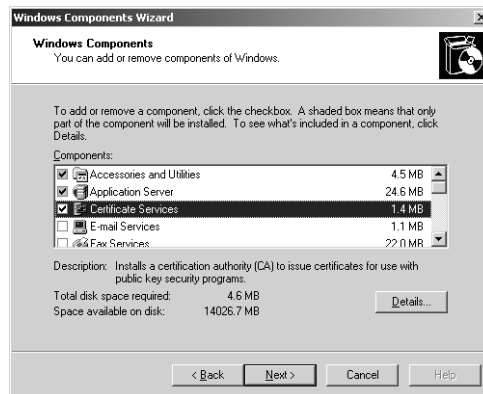 Windows Components Wizard
Windows Components
You can add or remove components of Windows.
To add or remove a component, click the checkbox. A shaded box means that only
part of the component will be installed. To see what's included in a component, click
Details.
Components:
Accessories and Utilities 4.5 MB
Application Server 24.6 MB
Certificate Services 1.4 MB
E-mail Services 1.1 MB
Fax Services 22.0 MB
Description: Installs a certification authority (CA) to issue certificates for use with
public key security programs.
Total disk space required: 4.6 MB
Space available on disk: 14026.7 MB
Details...
< Back Next > Cancel Help